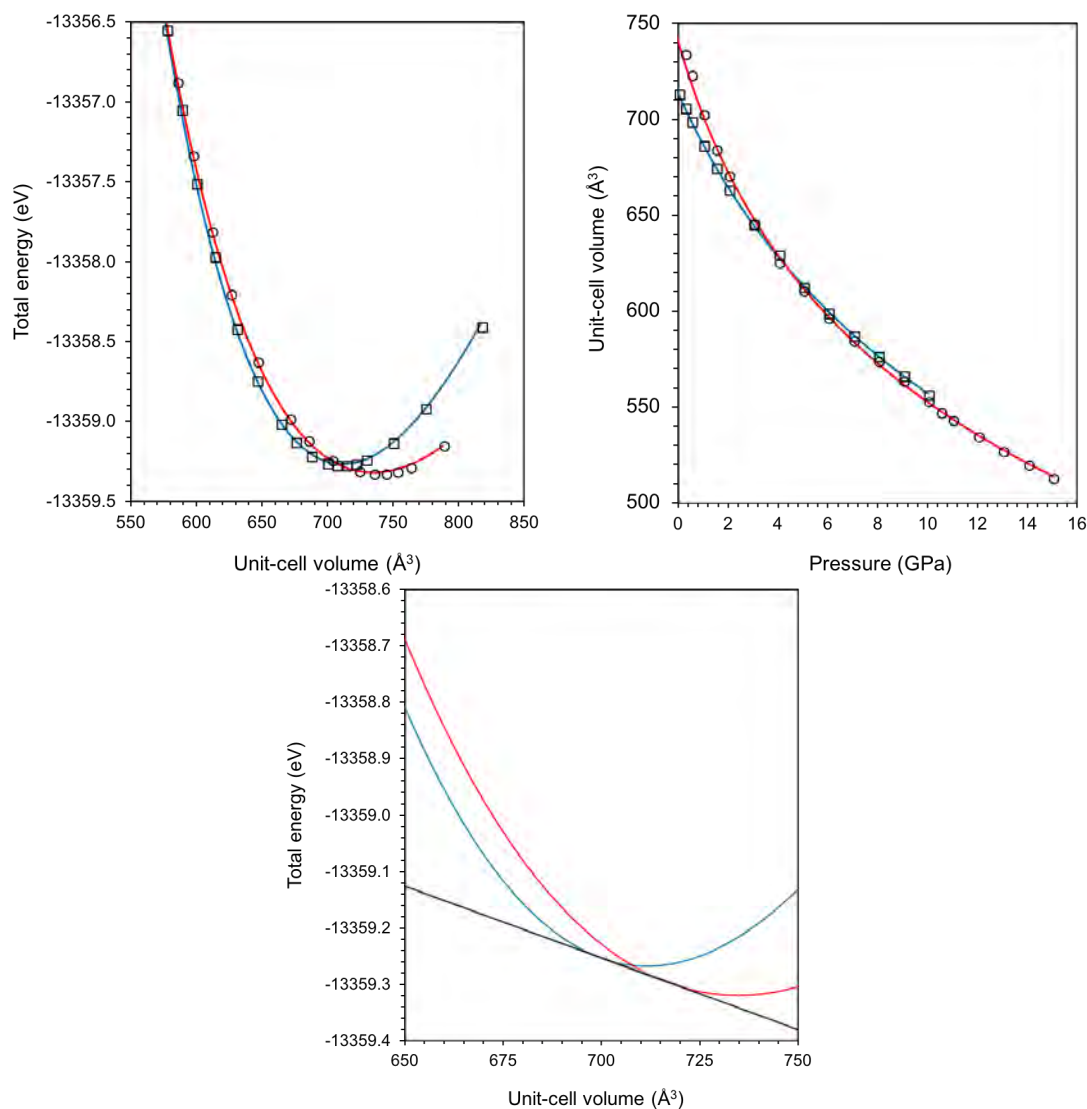 -13356.5
-13357.0
-13357.5
-13358.0
-13358.5
-13359.0
-13359.5
Total energy (eV)
550 600 650 700 750 800 850
Unit-cell volume (Å³)
750
700
650
600
550
500
Unit-cell volume (Å³)
0 2 4 6 8 10 12 14 16
Pressure (GPa)
-13358.6
-13358.7
-13358.8
-13358.9
-13359.0
-13359.1
-13359.2
-13359.3
-13359.4
Total energy (eV)
650 675 700 725 750
Unit-cell volume (Å³)